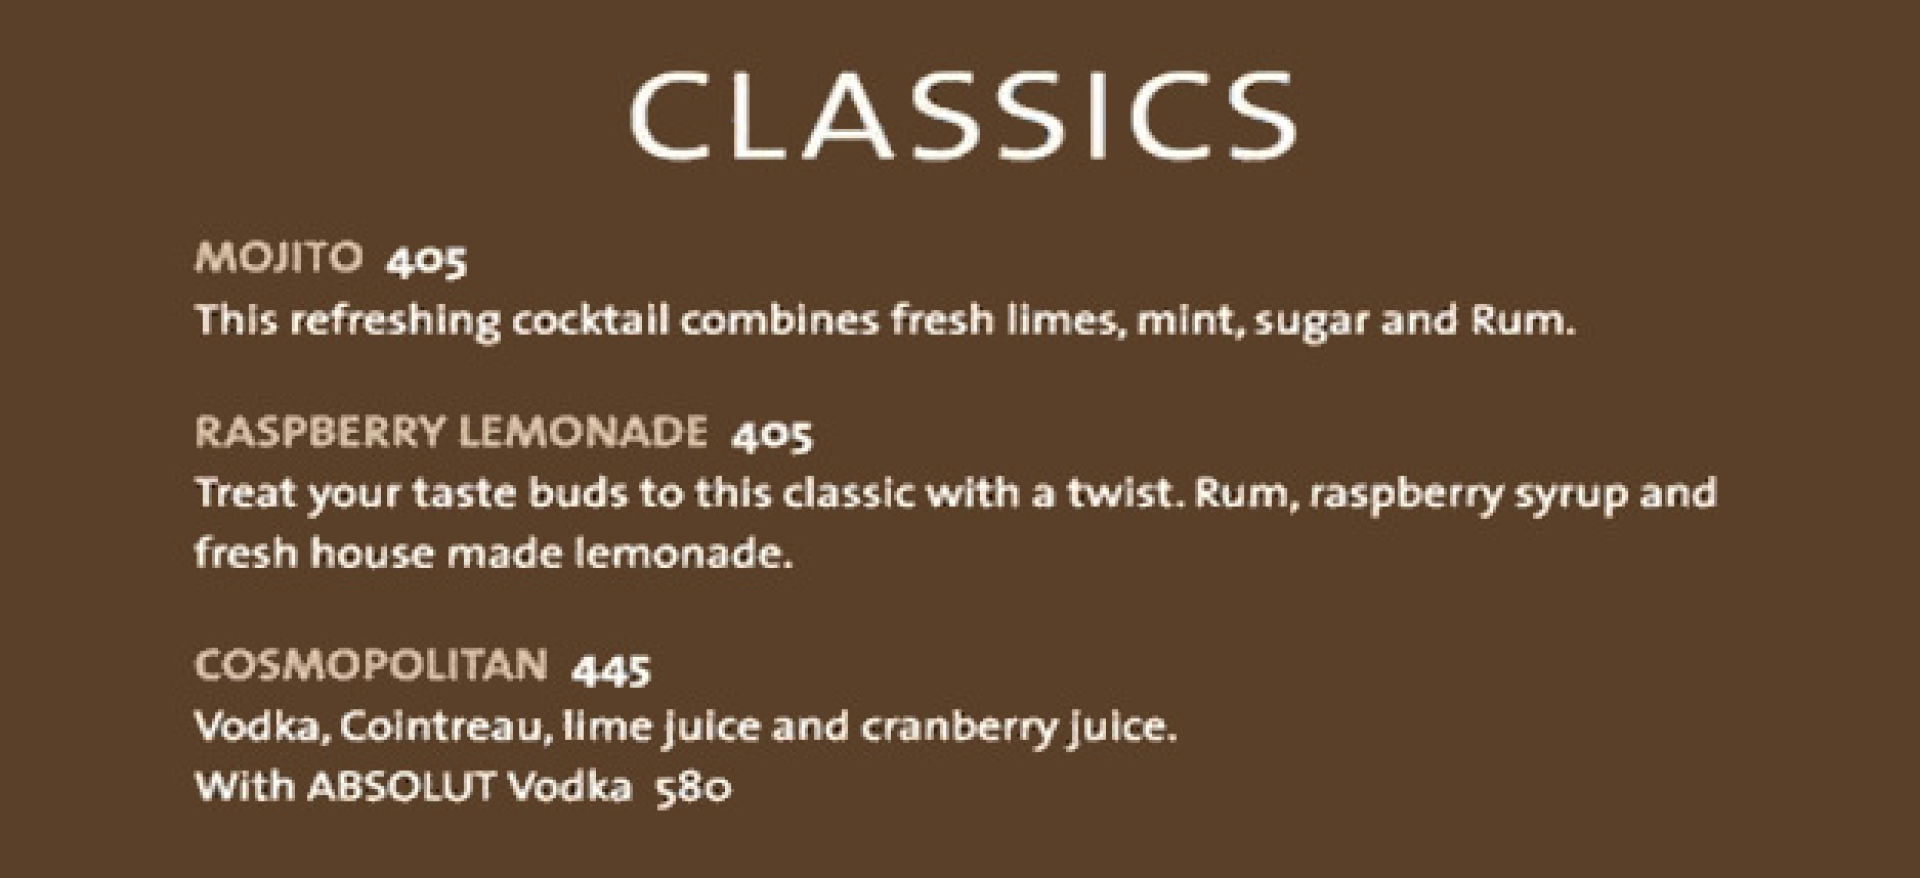 CLASSICS
MOJITO 405
This refreshing cocktail combines fresh limes, mint, sugar and Rum.
RASPBERRY LEMONADE 405
Treat your taste buds to this classic with a twist. Rum, raspberry syrup and
fresh house made lemonade.
COSMOPOLITAN 445
Vodka, Cointreau, lime juice and cranberry juice.
With ABSOLUT Vodka 580